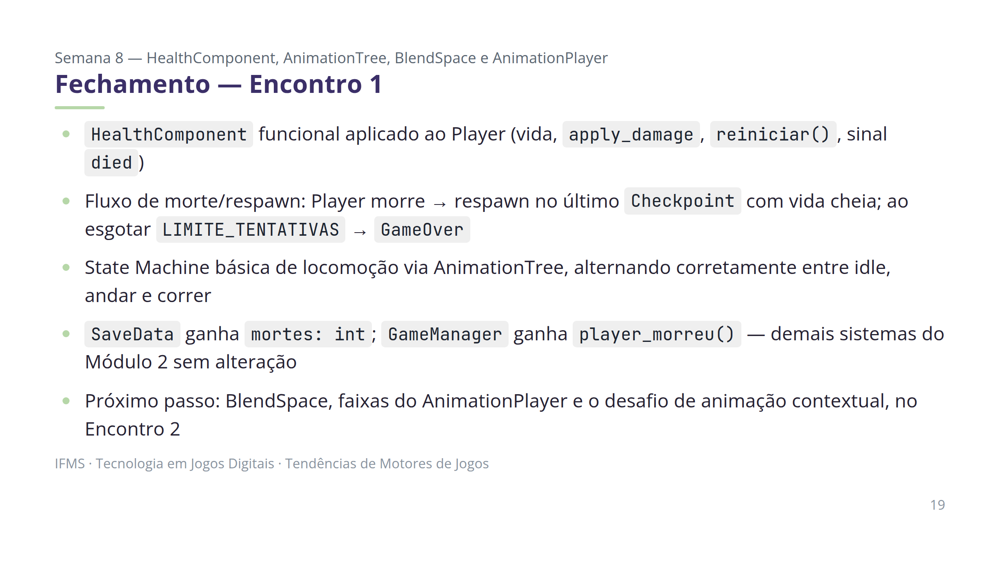 Semana 8 — HealthComponent, AnimationTree, BlendSpace e AnimationPlayer
Fechamento — Encontro 1
HealthComponent funcional aplicado ao Player (vida, apply_damage, reiniciar(), sinal
died)
Fluxo de morte/respawn: Player morre → respawn no último Checkpoint com vida cheia; ao
esgotar LIMITE_TENTATIVAS → GameOver
State Machine básica de locomoção via AnimationTree, alternando corretamente entre idle,
andar e correr
SaveData ganha mortes: int; GameManager ganha player_morreu() — demais sistemas do
Módulo 2 sem alteração
Próximo passo: BlendSpace, faixas do AnimationPlayer e o desafio de animação contextual, no
Encontro 2
IFMS · Tecnologia em Jogos Digitais · Tendências de Motores de Jogos
19